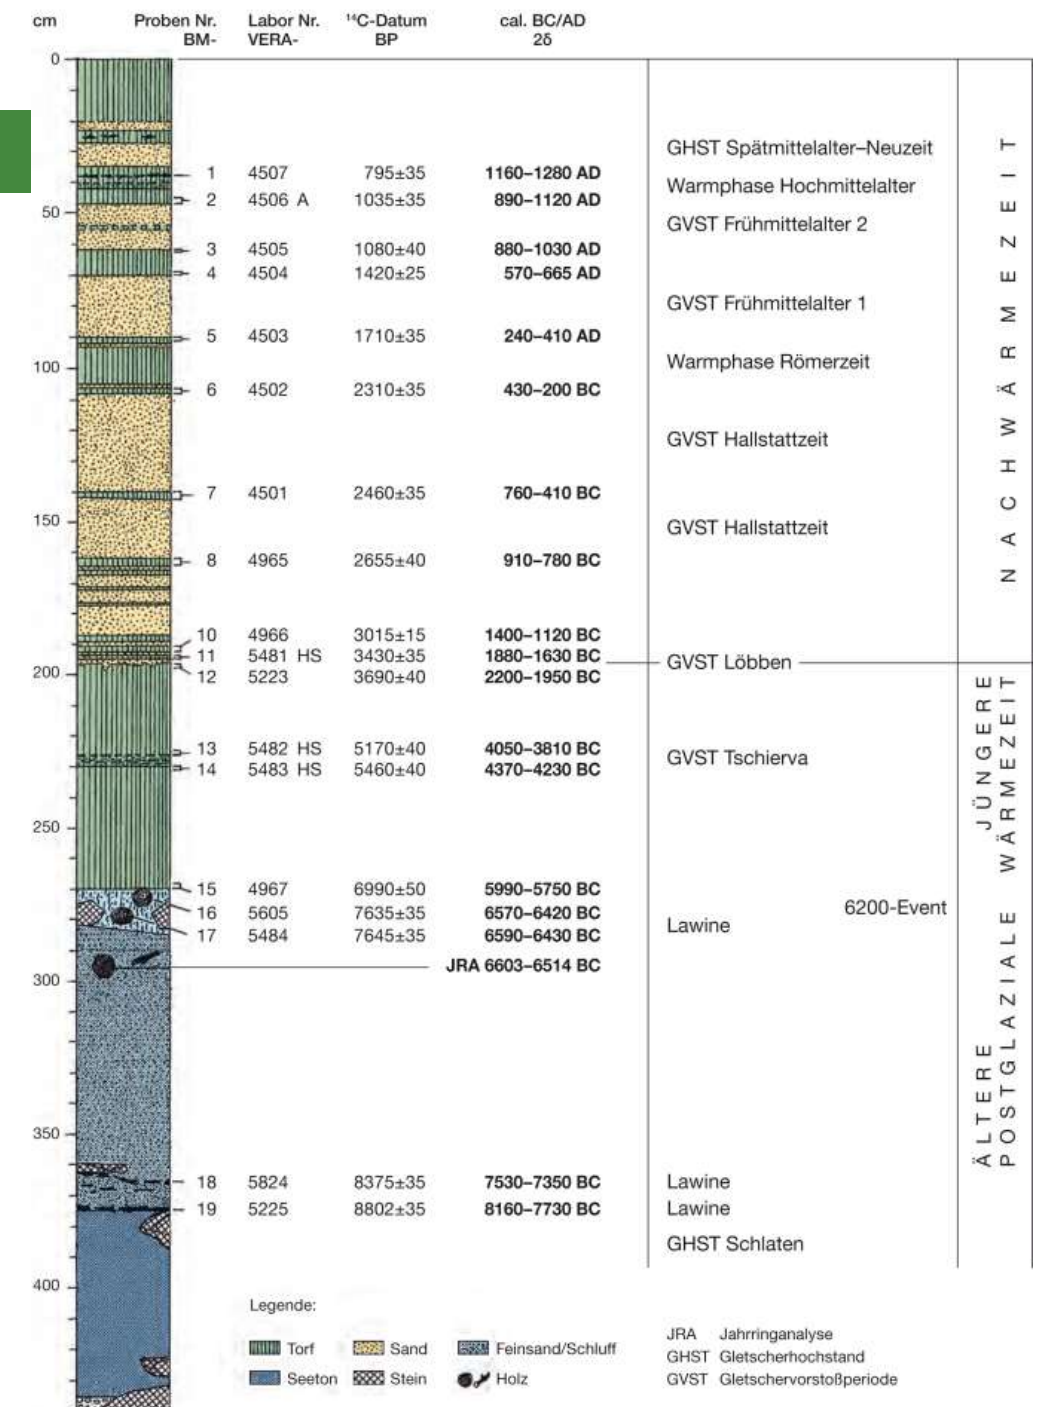 cm Proben Nr. Labor Nr. ¹⁴C-Datum cal. BC/AD
BM- VERA- BP 2δ
0
GHST Spätmittelalter–Neuzeit
1 4507 795±35 1160–1280 AD
Warmphase Hochmittelalter
2 4506 A 1035±35 890–1120 AD
50
GVST Frühmittelalter 2
3 4505 1080±40 880–1030 AD
4 4504 1420±25 570–665 AD
GVST Frühmittelalter 1
5 4503 1710±35 240–410 AD
100
Warmphase Römerzeit
6 4502 2310±35 430–200 BC
GVST Hallstattzeit
7 4501 2460±35 760–410 BC
150
GVST Hallstattzeit
8 4965 2655±40 910–780 BC
10 4966 3015±15 1400–1120 BC
11 5481 HS 3430±35 1880–1630 BC
GVST Löbben
200
12 5223 3690±40 2200–1950 BC
13 5482 HS 5170±40 4050–3810 BC
GVST Tschierva
14 5483 HS 5460±40 4370–4230 BC
250
15 4967 6990±50 5990–5750 BC
6200-Event
16 5605 7635±35 6570–6420 BC
Lawine
17 5484 7645±35 6590–6430 BC
JRA 6603–6514 BC
300
350
18 5824 8375±35 7530–7350 BC Lawine
19 5225 8802±35 8160–7730 BC Lawine
GHST Schlaten
400
NACHWÄRMEZEIT
JÜNGERE
WÄRMEZEIT
ÄLTERE
POSTGLAZIALE
Legende:
Torf Sand Feinsand/Schluff
Seeton Stein Holz
JRA Jahrringanalyse
GHST Gletscherhochstand
GVST Gletschervorstoßperiode